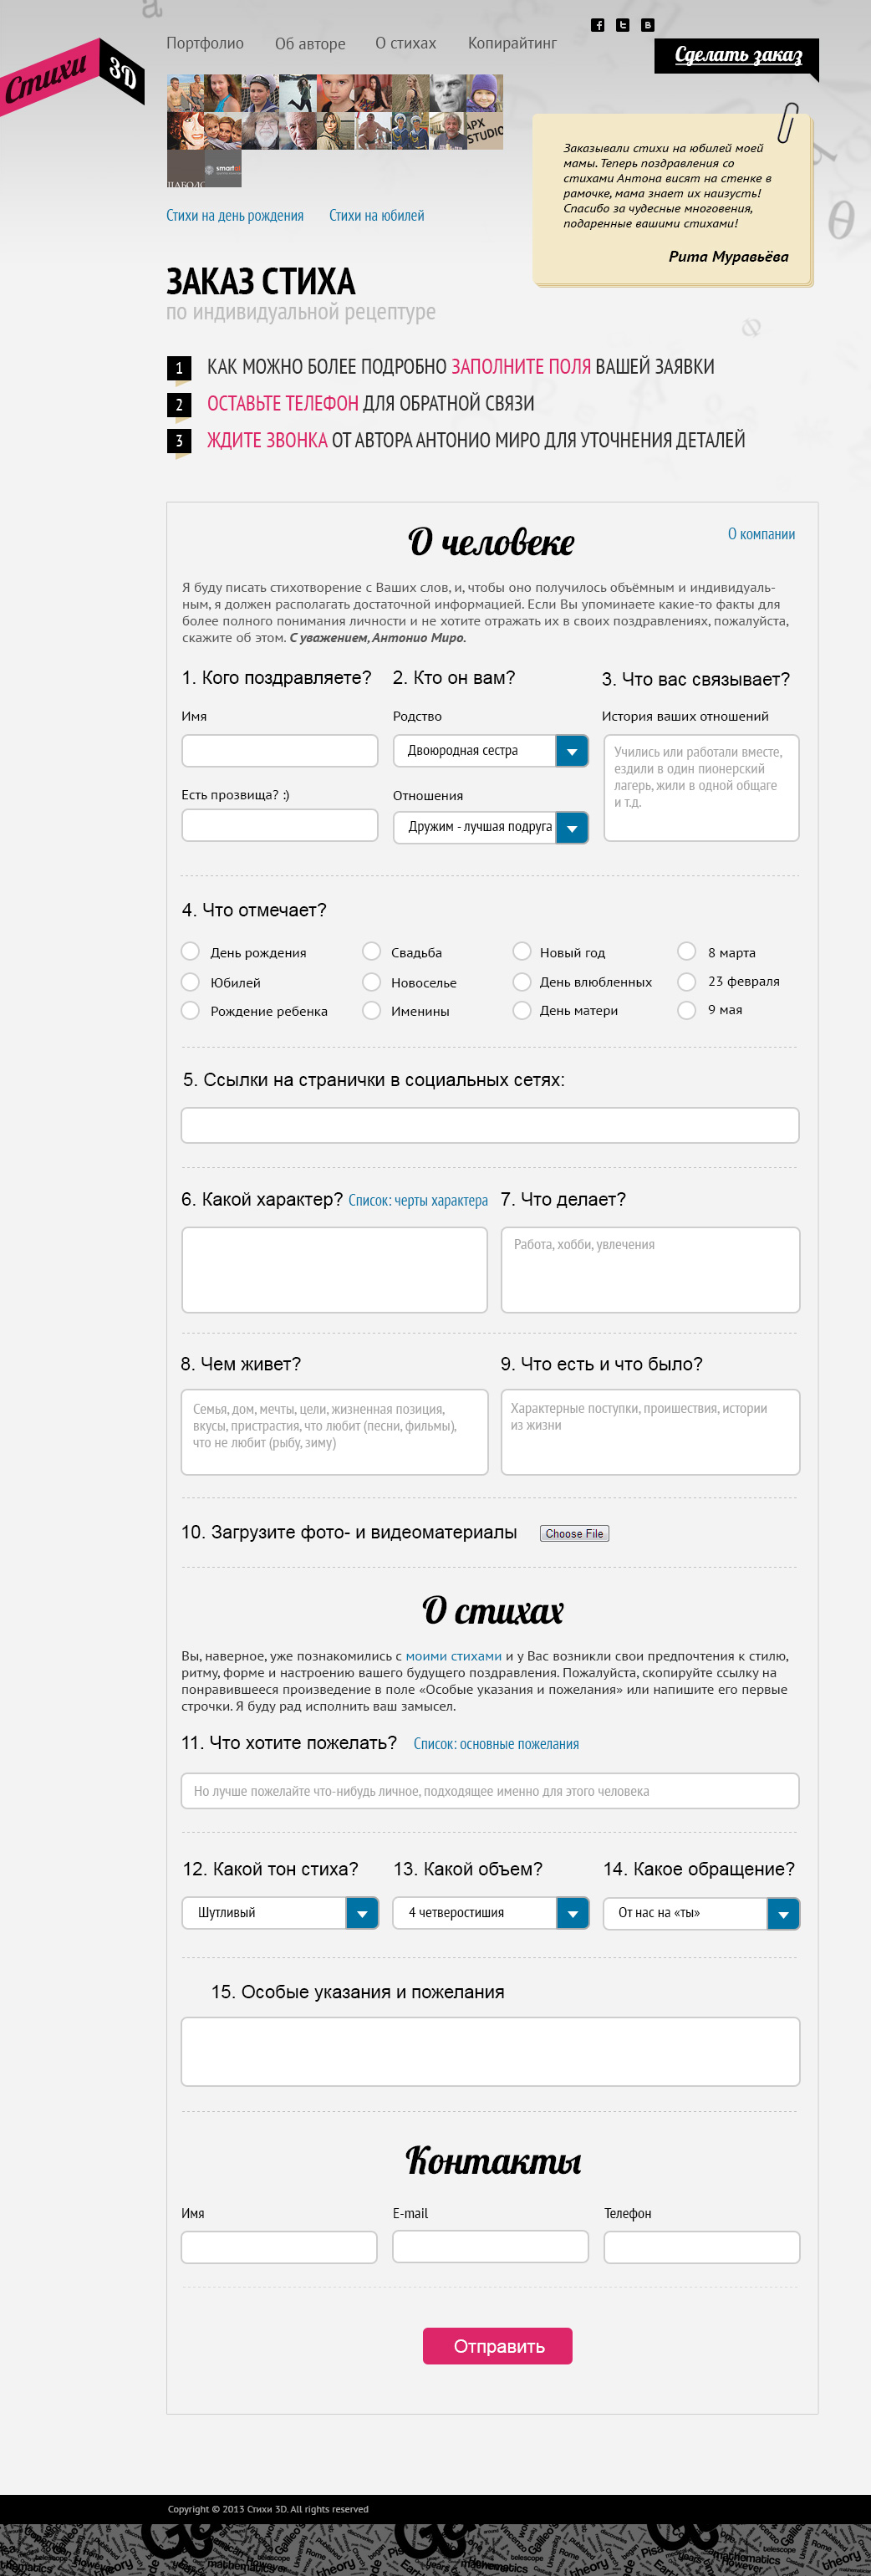 Стихи 3D
Портфолио
Об авторе
О стихах
Копирайтинг
Сделать заказ
АРХ
STUDIO
smart
Стихи на день рождения
Стихи на юбилей
Заказывали стихи на юбилей моей
мамы. Теперь поздравления со
стихами Антона висят на стенке в
рамочке, мама знает их наизусть!
Спасибо за чудесные многовения,
подаренные вашими стихами!
Рита Муравьёва
ЗАКАЗ СТИХА
по индивидуальной рецептуре
1 КАК МОЖНО БОЛЕЕ ПОДРОБНО ЗАПОЛНИТЕ ПОЛЯ ВАШЕЙ ЗАЯВКИ
2 ОСТАВЬТЕ ТЕЛЕФОН ДЛЯ ОБРАТНОЙ СВЯЗИ
3 ЖДИТЕ ЗВОНКА ОТ АВТОРА АНТОНИО МИРО ДЛЯ УТОЧНЕНИЯ ДЕТАЛЕЙ
О человеке
О компании
Я буду писать стихотворение с Ваших слов, и, чтобы оно получилось объёмным и индивидуаль-
ным, я должен располагать достаточной информацией. Если Вы упоминаете какие-то факты для
более полного понимания личности и не хотите отражать их в своих поздравлениях, пожалуйста,
скажите об этом. С уважением, Антонио Миро.
1. Кого поздравляете?
Имя
Есть прозвища? :)
2. Кто он вам?
Родство
Двоюродная сестра
Отношения
Дружим - лучшая подруга
3. Что вас связывает?
История ваших отношений
Учились или работали вместе,
ездили в один пионерский
лагерь, жили в одной общаге
и т.д.
4. Что отмечает?
День рождения
Свадьба
Новый год
8 марта
Юбилей
Новоселье
День влюбленных
23 февраля
Рождение ребенка
Именины
День матери
9 мая
5. Ссылки на странички в социальных сетях:
6. Какой характер? Список: черты характера
7. Что делает?
Работа, хобби, увлечения
8. Чем живет?
Семья, дом, мечты, цели, жизненная позиция,
вкусы, пристрастия, что любит (песни, фильмы),
что не любит (рыбу, зиму)
9. Что есть и что было?
Характерные поступки, проишествия, истории
из жизни
10. Загрузите фото- и видеоматериалы
Choose File
О стихах
Вы, наверное, уже познакомились с моими стихами и у Вас возникли свои предпочтения к стилю,
ритму, форме и настроению вашего будущего поздравления. Пожалуйста, скопируйте ссылку на
понравившееся произведение в поле «Особые указания и пожелания» или напишите его первые
строчки. Я буду рад исполнить ваш замысел.
11. Что хотите пожелать? Список: основные пожелания
Но лучше пожелайте что-нибудь личное, подходящее именно для этого человека
12. Какой тон стиха?
Шутливый
13. Какой объем?
4 четверостишия
14. Какое обращение?
От нас на «ты»
15. Особые указания и пожелания
Контакты
Имя
E-mail
Телефон
Отправить
Copyright © 2013 Стихи 3D. All rights reserved